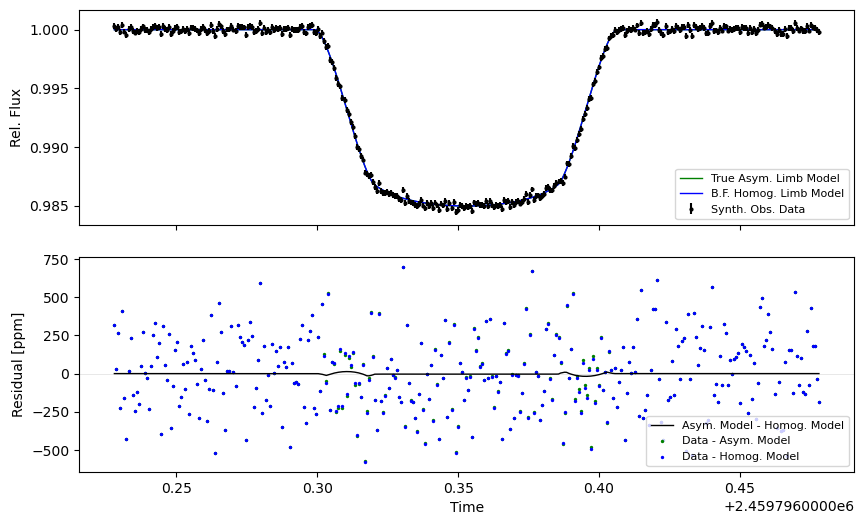 1.000
0.995
0.990
0.985
Rel. Flux
True Asym. Limb Model
B.F. Homog. Limb Model
Synth. Obs. Data
750
500
250
0
−250
−500
Residual [ppm]
Asym. Model - Homog. Model
Data - Asym. Model
Data - Homog. Model
0.25 0.30 0.35 0.40 0.45
Time
+2.4597960000e6